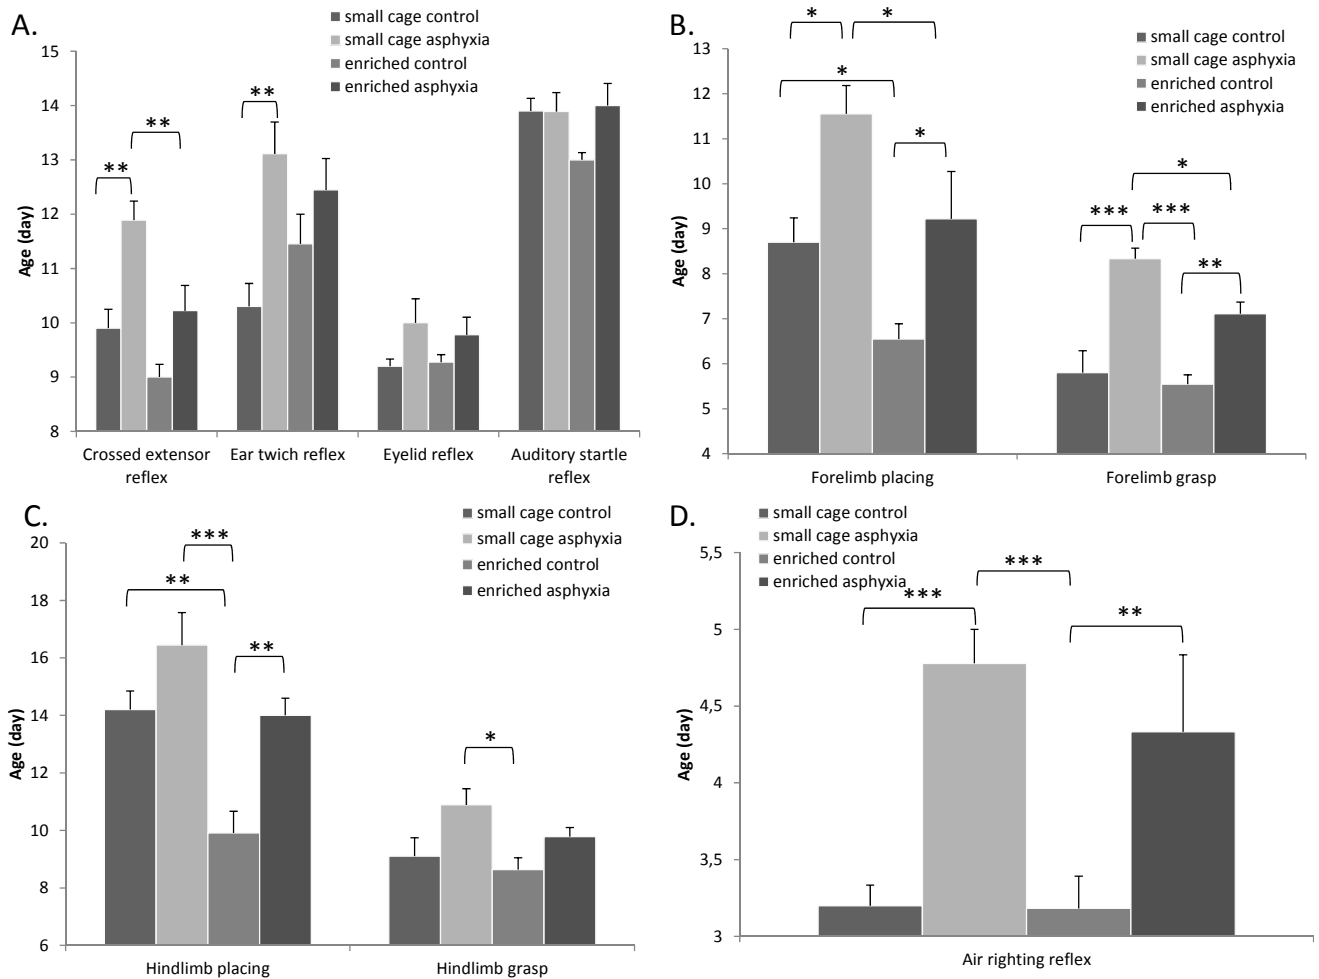 A.
small cage control
small cage asphyxia
enriched control
enriched asphyxia
15
14
13
12
11
10
9
8
Age (day)
**
**
**
Crossed extensor
reflex
Ear twich reflex
Eyelid reflex
Auditory startle
reflex
B.
small cage control
small cage asphyxia
enriched control
enriched asphyxia
13
12
11
10
9
8
7
6
5
4
Age (day)
*
*
*
*
*
***
***
**
Forelimb placing
Forelimb grasp
C.
small cage control
small cage asphyxia
enriched control
enriched asphyxia
20
18
16
14
12
10
8
6
Age (day)
***
**
**
*
Hindlimb placing
Hindlimb grasp
D.
small cage control
small cage asphyxia
enriched control
enriched asphyxia
5,5
5
4,5
4
3,5
3
Age (day)
***
***
**
Air righting reflex